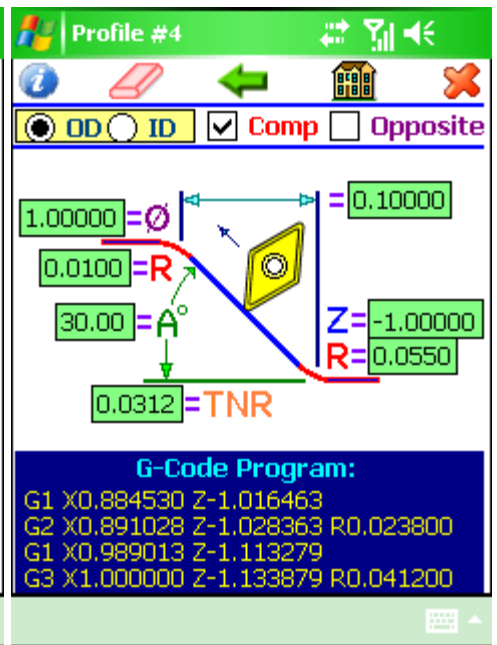 Profile #4
OD ID Comp Opposite
1.00000 =Ø = 0.10000
0.0100 =R
30.00 =A° Z= -1.00000
R= 0.0550
0.0312 =TNR
G-Code Program:
G1 X0.884530 Z-1.016463
G2 X0.891028 Z-1.028363 R0.023800
G1 X0.989013 Z-1.113279
G3 X1.000000 Z-1.133879 R0.041200